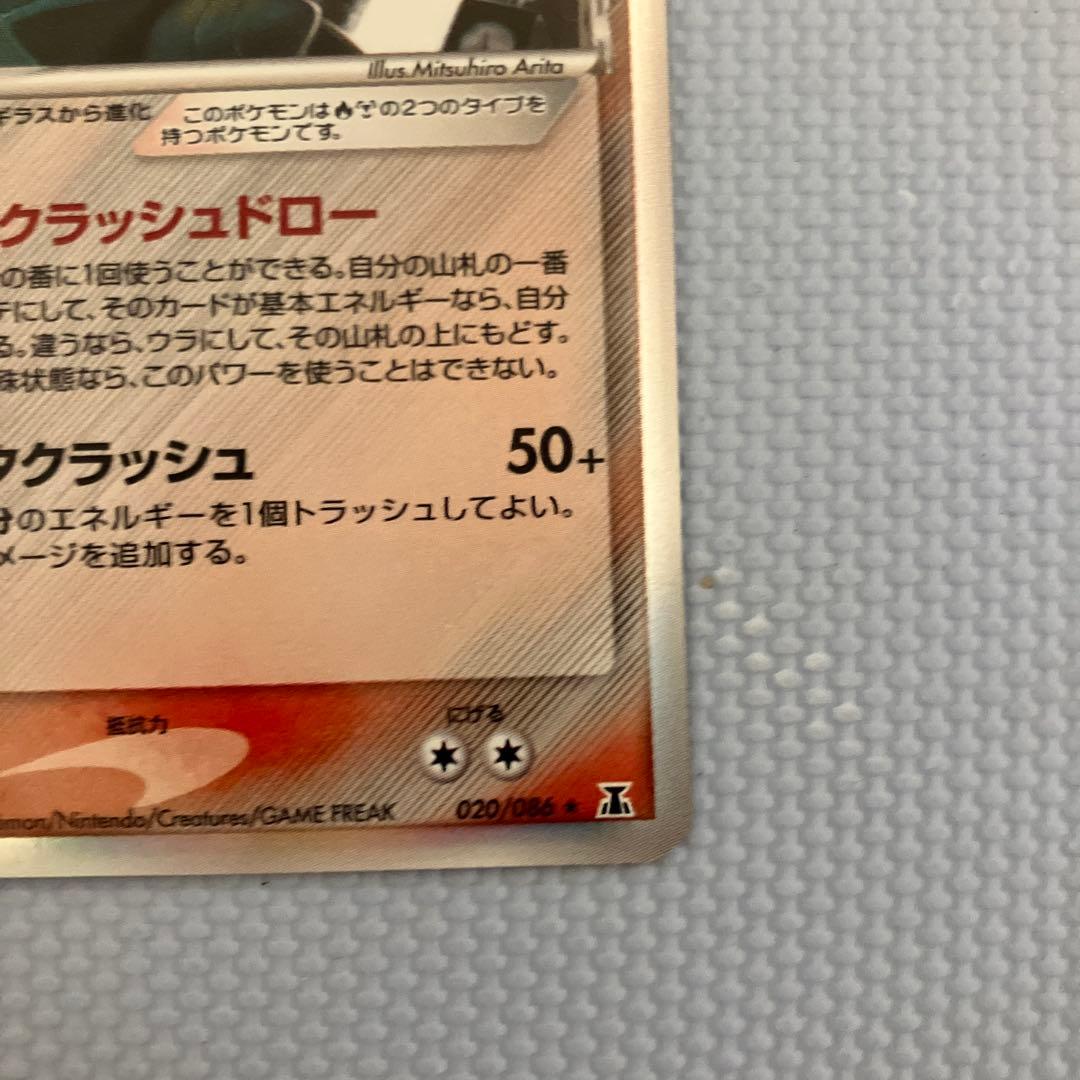 Illus.Mitsuhiro Arita
ギラスから進化
このポケモンは の2つのタイプを
持つポケモンです。
クラッシュドロー
の番に1回使うことができる。自分の山札の一番
にして、そのカードが基本エネルギーなら、自分
る。違うなら、ウラにして、その山札の上にもどす。
殊状態なら、このパワーを使うことはできない。
クラッシュ 50+
分のエネルギーを1個トラッシュしてよい。
メージを追加する。
抵抗力 にげる
mon/Nintendo/Creatures/GAME FREAK 020/086 ★